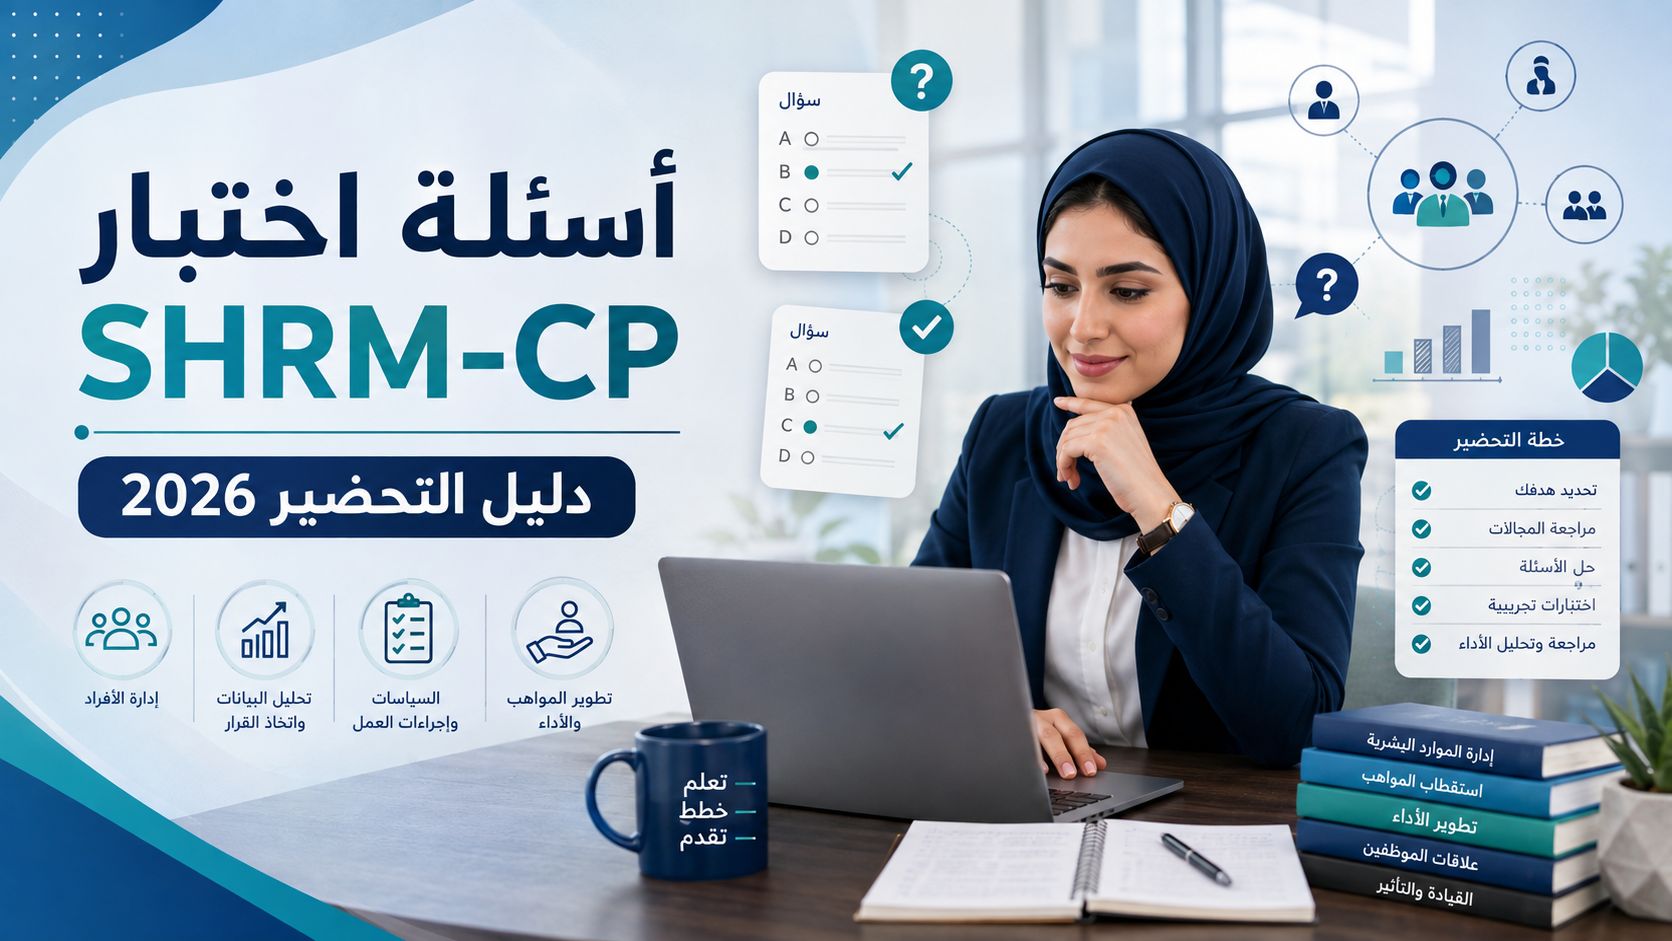 أسئلة اختبار
SHRM-CP
دليل التحضير 2026
تطوير المواهب
والأداء
السياسات
وإجراءات العمل
تحليل البيانات
واتخاذ القرار
إدارة الأفراد
سؤال
?
A
B
C
D
سؤال
A
B
C
D
?
خطة التحضير
تحديد هدفك
مراجعة المجالات
حل الأسئلة
اختبارات تجريبية
مراجعة وتحليل الأداء
تعلم
خطط
تقدم
إدارة الموارد البشرية
استقطاب المواهب
تطوير الأداء
علاقات الموظفين
القيادة والتأثير